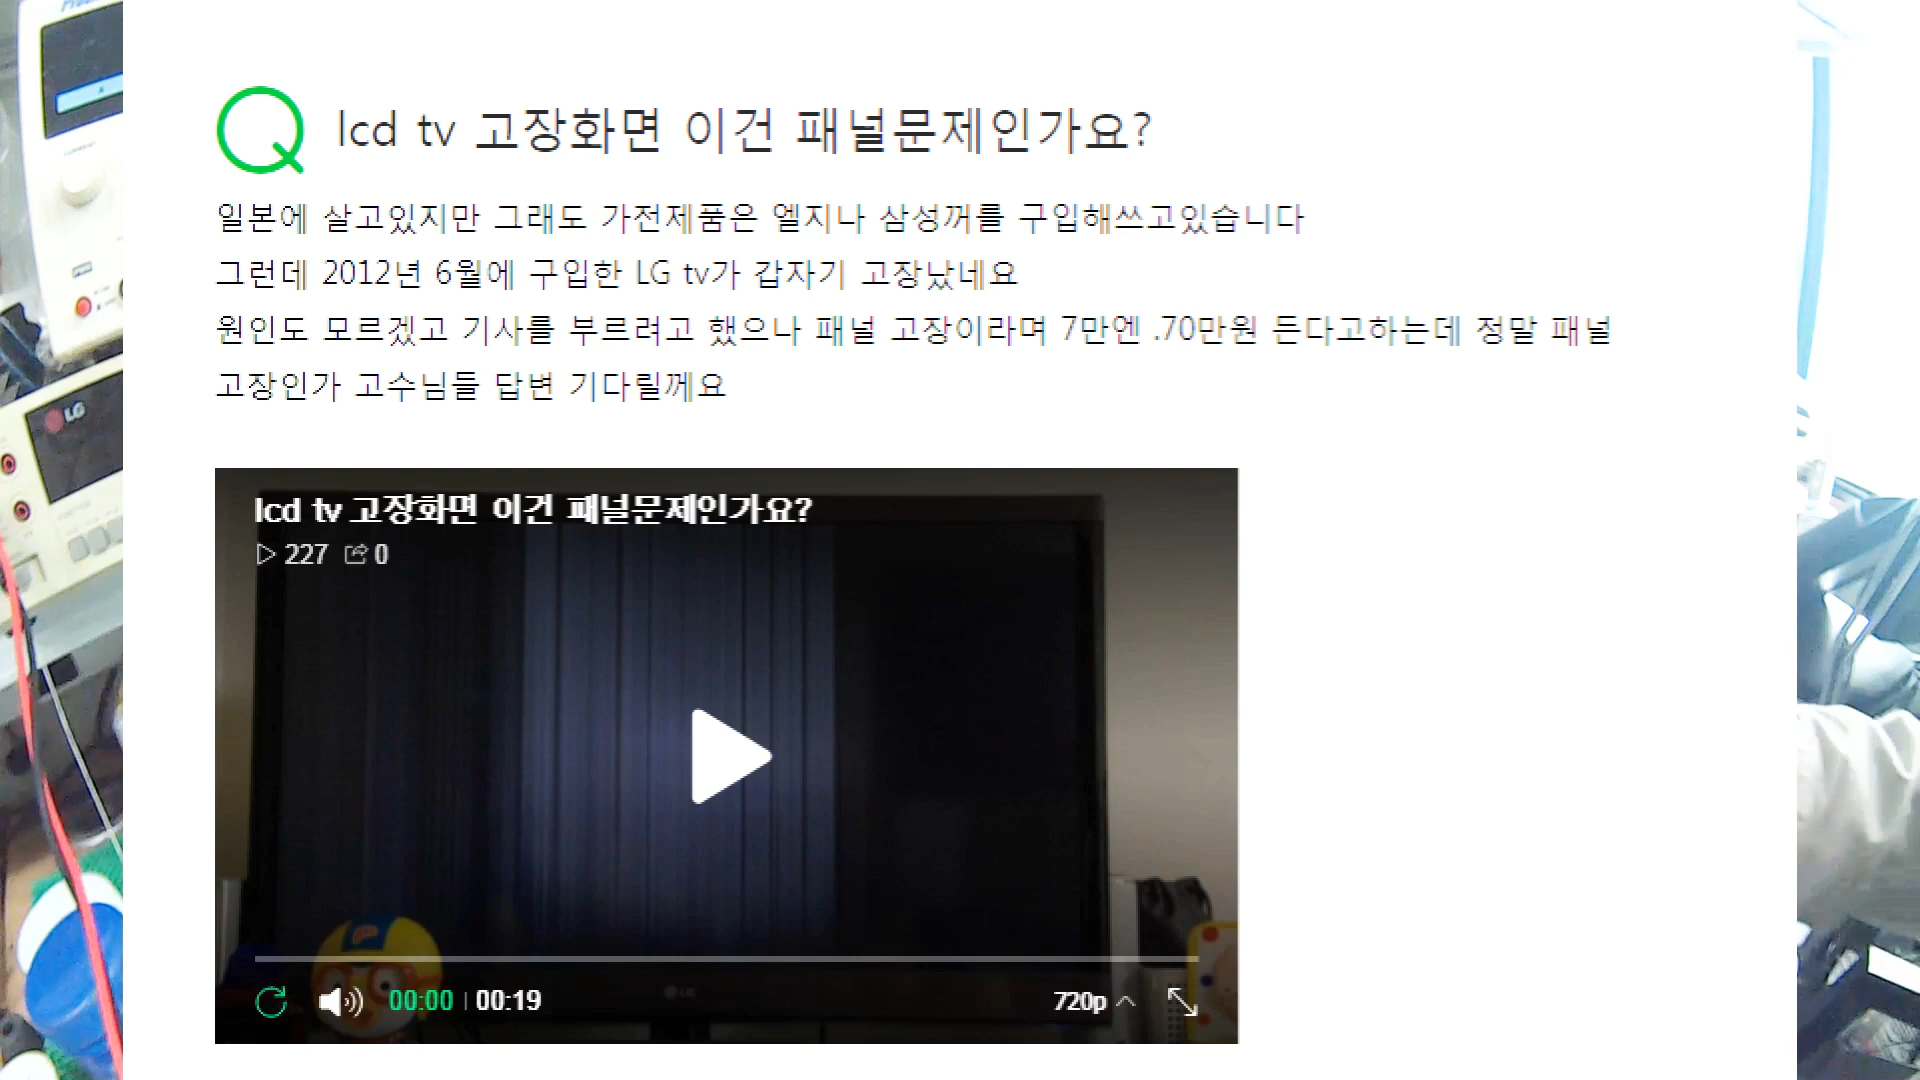 lcd tv 고장화면 이건 패널문제인가요?
일본에 살고있지만 그래도 가전제품은 엘지나 삼성꺼를 구입해쓰고있습니다
그런데 2012년 6월에 구입한 LG tv가 갑자기 고장났네요
원인도 모르겠고 기사를 부르려고 했으나 패널 고장이라며 7만엔 .70만원 든다고하는데 정말 패널
고장인가 고수님들 답변 기다릴께요
lcd tv 고장화면 이건 패널문제인가요?
227 0
00:00 00:19
720p
LG
LG